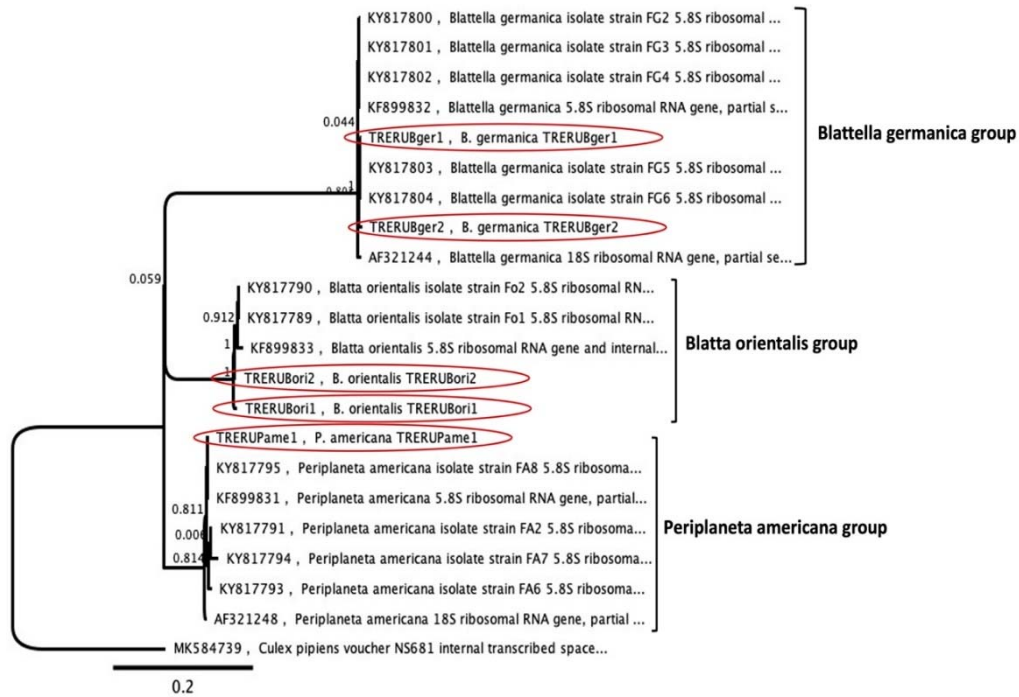 KY817800 , Blattella germanica isolate strain FG2 5.8S ribosomal ...
KY817801 , Blattella germanica isolate strain FG3 5.8S ribosomal ...
KY817802 , Blattella germanica isolate strain FG4 5.8S ribosomal ...
KF899832 , Blattella germanica 5.8S ribosomal RNA gene, partial s...
0.044
TRERUBger1 , B. germanica TRERUBger1
Blattella germanica group
KY817803 , Blattella germanica isolate strain FG5 5.8S ribosomal ...
1
KY817804 , Blattella germanica isolate strain FG6 5.8S ribosomal ...
TRERUBger2 , B. germanica TRERUBger2
AF321244 , Blattella germanica 18S ribosomal RNA gene, partial se...
0.059
KY817790 , Blatta orientalis isolate strain Fo2 5.8S ribosomal RN...
0.912
KY817789 , Blatta orientalis isolate strain Fo1 5.8S ribosomal RN...
1
KF899833 , Blatta orientalis 5.8S ribosomal RNA gene and internal...
Blatta orientalis group
1
TRERUBori2 , B. orientalis TRERUBori2
TRERUBori1 , B. orientalis TRERUBori1
TRERUPame1 , P. americana TRERUPame1
KY817795 , Periplaneta americana isolate strain FA8 5.8S ribosoma...
KF899831 , Periplaneta americana 5.8S ribosomal RNA gene, partial...
0.811
KY817791 , Periplaneta americana isolate strain FA2 5.8S ribosoma...
Periplaneta americana group
0.006
KY817794 , Periplaneta americana isolate strain FA7 5.8S ribosoma...
0.814
KY817793 , Periplaneta americana isolate strain FA6 5.8S ribosoma...
AF321248 , Periplaneta americana 18S ribosomal RNA gene, partial ...
MK584739 , Culex pipiens voucher NS681 internal transcribed space...
0.2